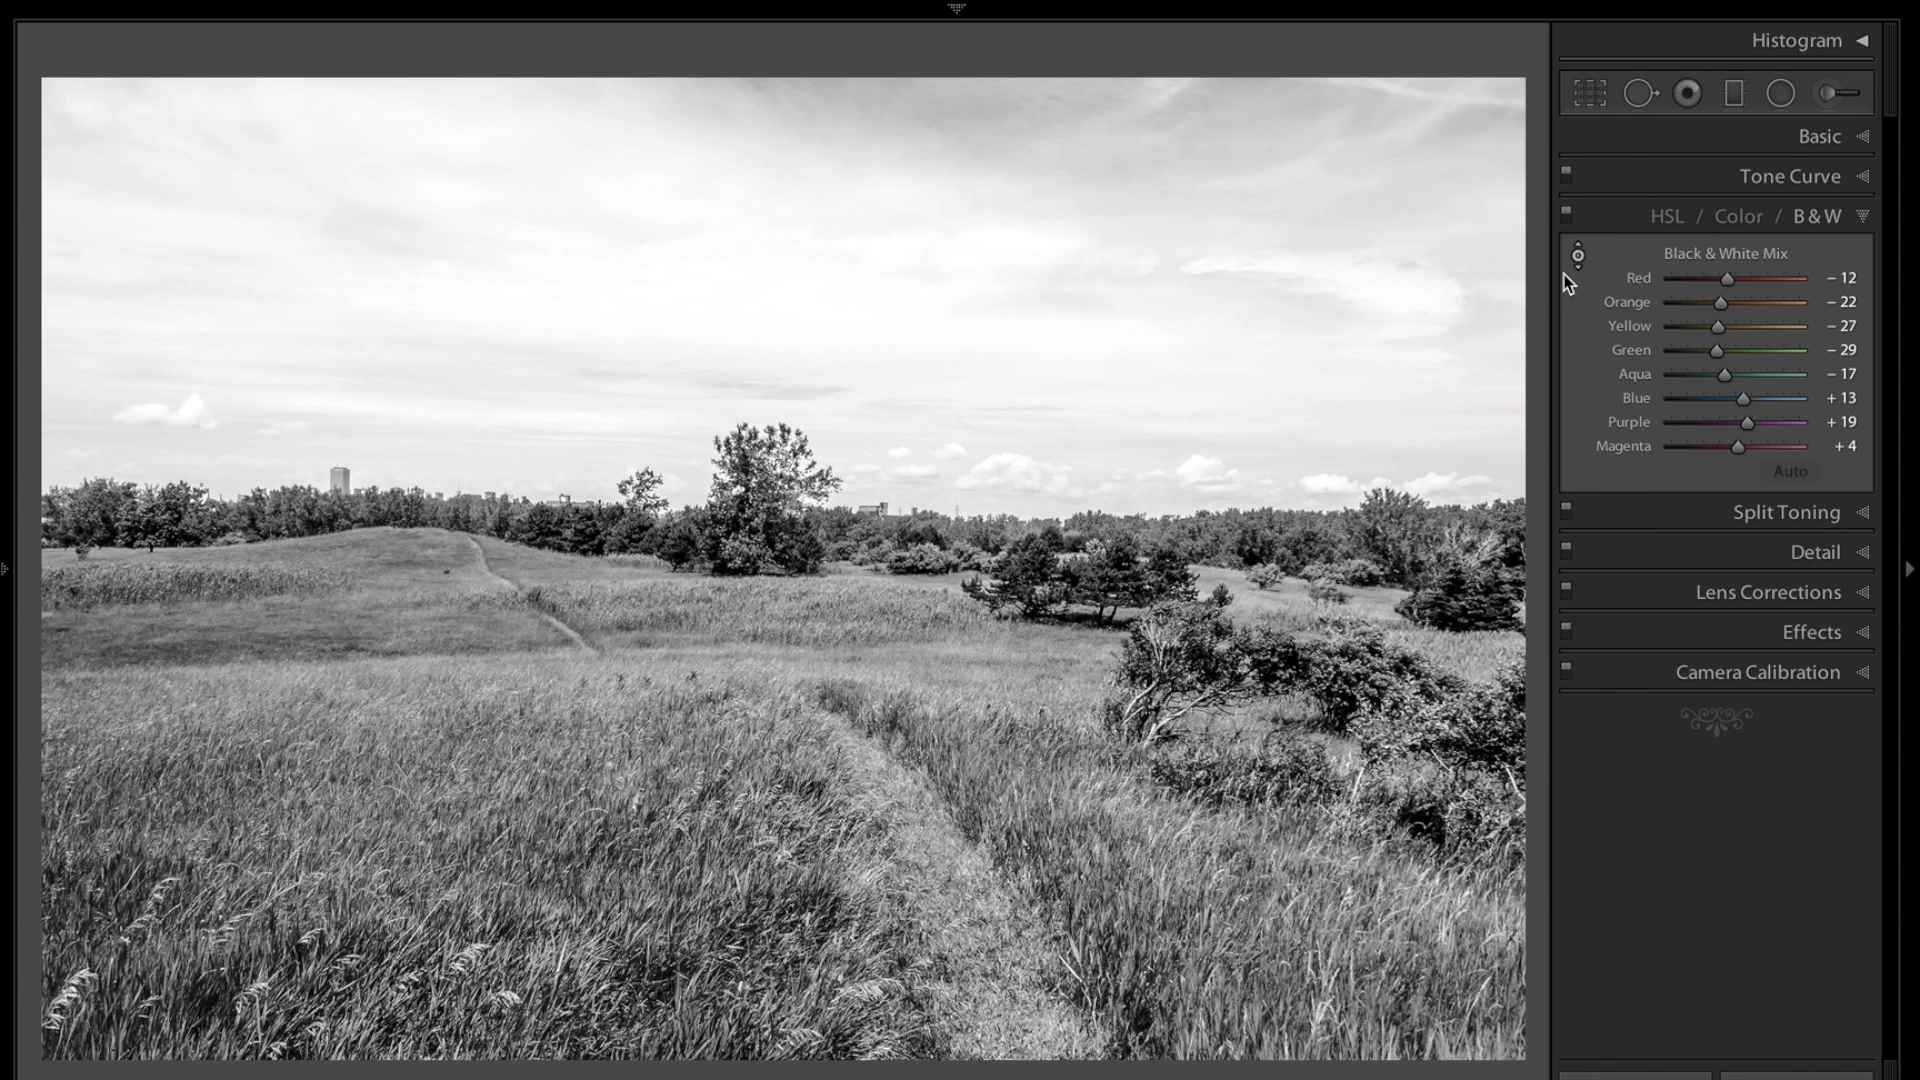 Histogram
Basic
Tone Curve
HSL / Color / B & W
Black & White Mix
Red - 12
Orange - 22
Yellow - 27
Green - 29
Aqua - 17
Blue + 13
Purple + 19
Magenta + 4
Auto
Split Toning
Detail
Lens Corrections
Effects
Camera Calibration